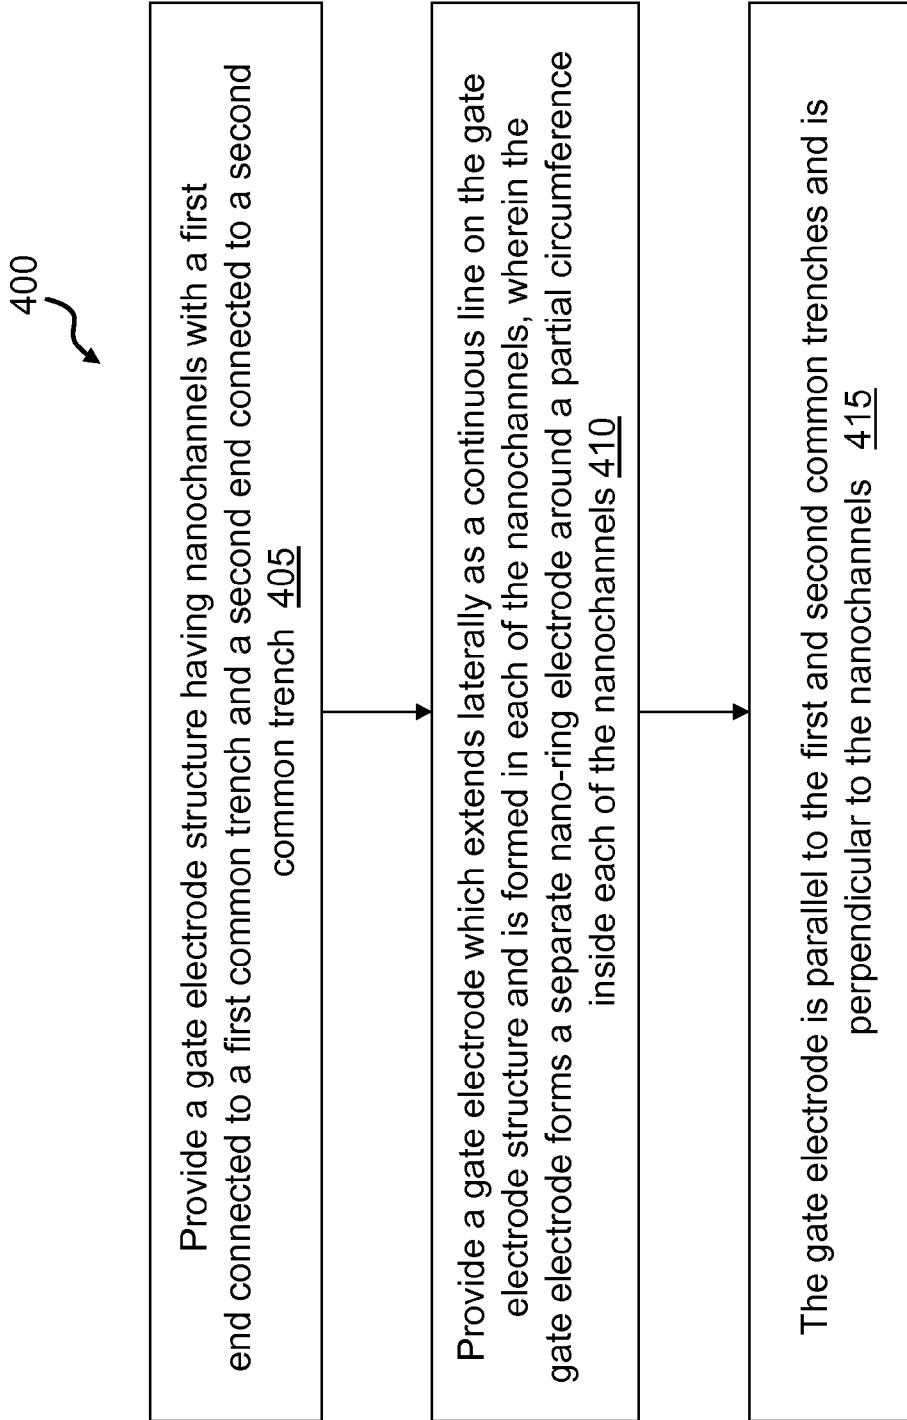 400
Provide a gate electrode structure having nanochannels with a first
end connected to a first common trench and a second end connected to a second
common trench 405
Provide a gate electrode which extends laterally as a continuous line on the gate
electrode structure and is formed in each of the nanochannels, wherein the
gate electrode forms a separate nano-ring electrode around a partial circumference
inside each of the nanochannels 410
The gate electrode is parallel to the first and second common trenches and is
perpendicular to the nanochannels 415